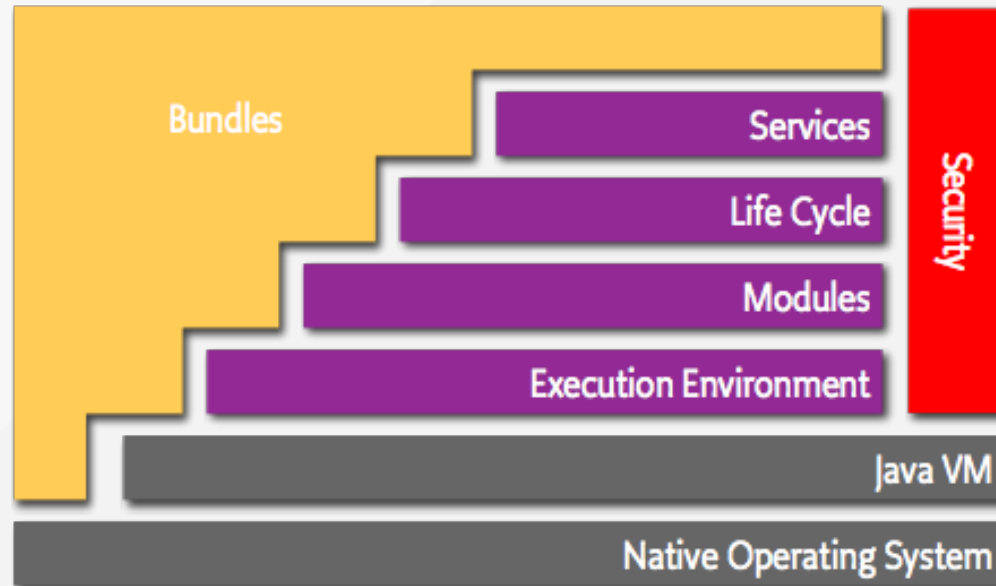 Bundles
Services
Life Cycle
Modules
Execution Environment
Security
Java VM
Native Operating System